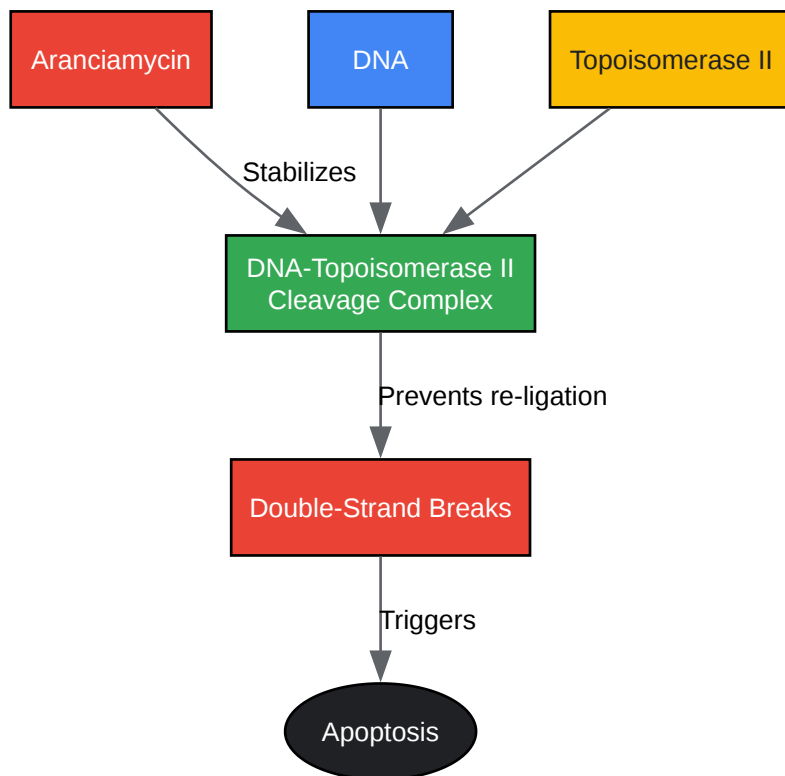 Aranciamycin
DNA
Topoisomerase II
Stabilizes
DNA-Topoisomerase II
Cleavage Complex
Prevents re-ligation
Double-Strand Breaks
Triggers
Apoptosis